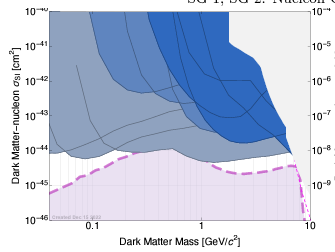 SG-1, SG-2: Nucleon
10⁻⁴⁰ 10⁻⁴
10⁻⁴¹ 10⁻⁵
10⁻⁴² 10⁻⁶
10⁻⁴³ 10⁻⁷
10⁻⁴⁴ 10⁻⁸
10⁻⁴⁵ 10⁻⁹
10⁻⁴⁶
Dark Matter–nucleon σSI [cm²]
0.1 1 10
Dark Matter Mass [GeV/c²]